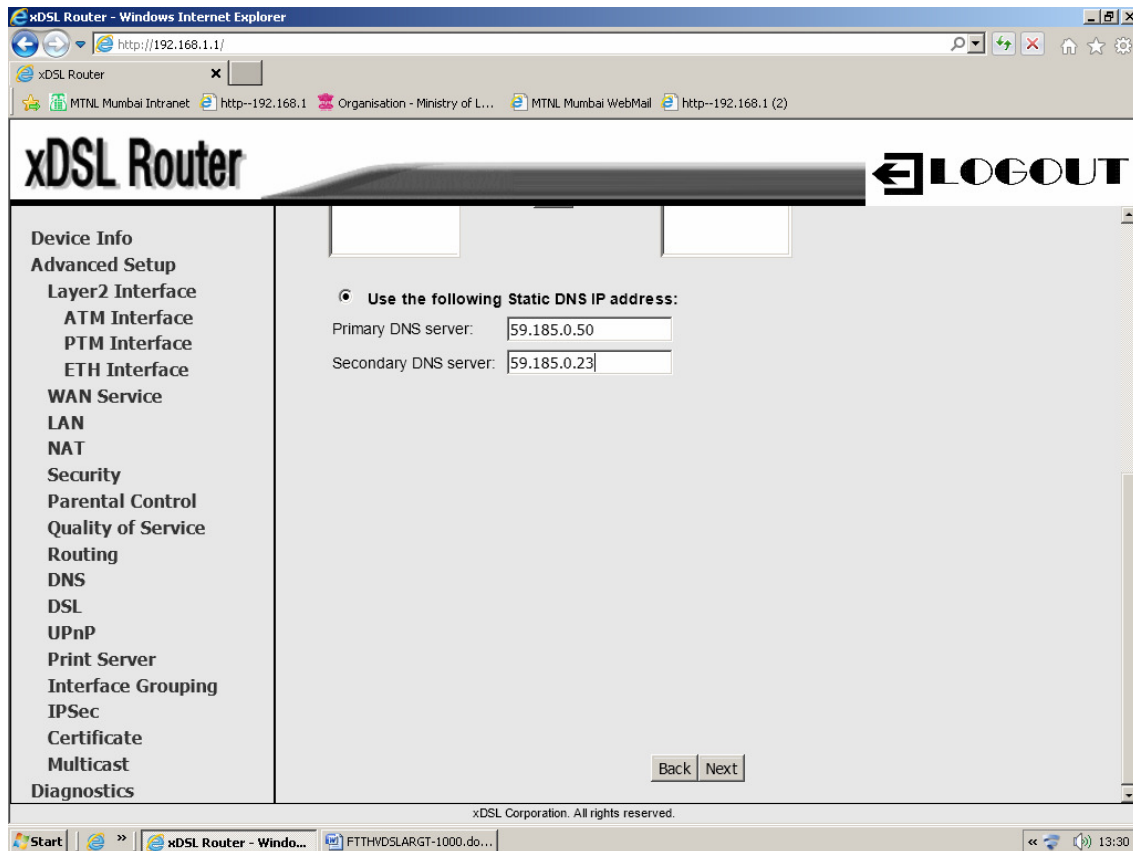 xDSL Router - Windows Internet Explorer
http://192.168.1.1/
xDSL Router
MTNL Mumbai Intranet http--192.168.1 Organisation - Ministry of L... MTNL Mumbai WebMail http--192.168.1 (2)
xDSL Router
LOGOUT
Device Info
Advanced Setup
Layer2 Interface
ATM Interface
PTM Interface
ETH Interface
WAN Service
LAN
NAT
Security
Parental Control
Quality of Service
Routing
DNS
DSL
UPnP
Print Server
Interface Grouping
IPSec
Certificate
Multicast
Diagnostics
Use the following Static DNS IP address:
Primary DNS server: 59.185.0.50
Secondary DNS server: 59.185.0.23
Back Next
xDSL Corporation. All rights reserved.
Start » xDSL Router - Windo... FTTHVDSLARGT-1000.do... « 13:30